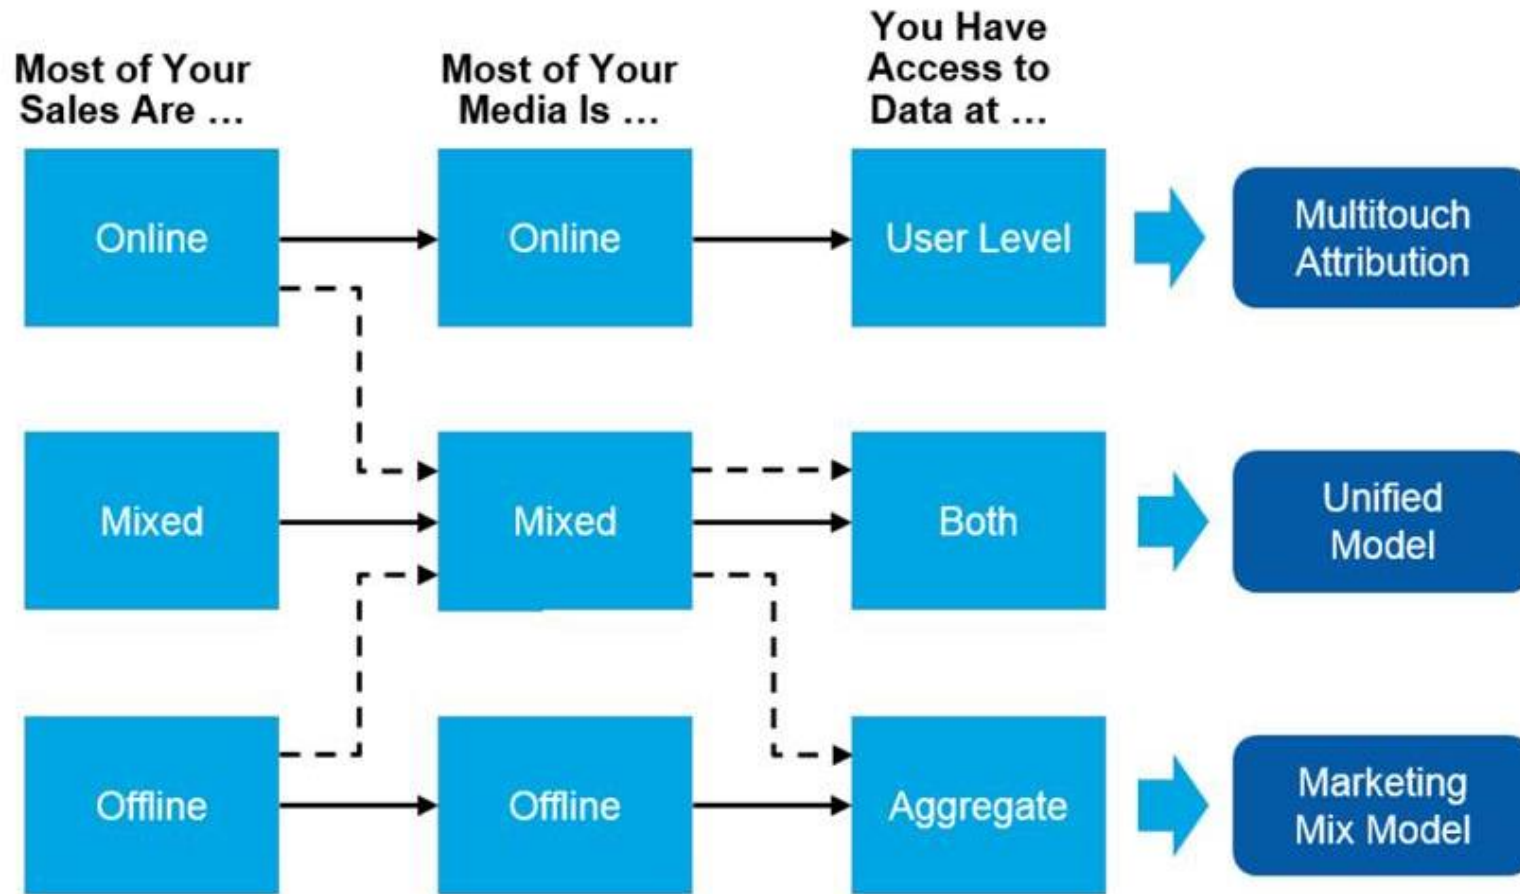 Most of Your
Sales Are ...
Most of Your
Media Is ...
You Have
Access to
Data at ...
Online
Online
User Level
Multitouch
Attribution
Mixed
Mixed
Both
Unified
Model
Offline
Offline
Aggregate
Marketing
Mix Model